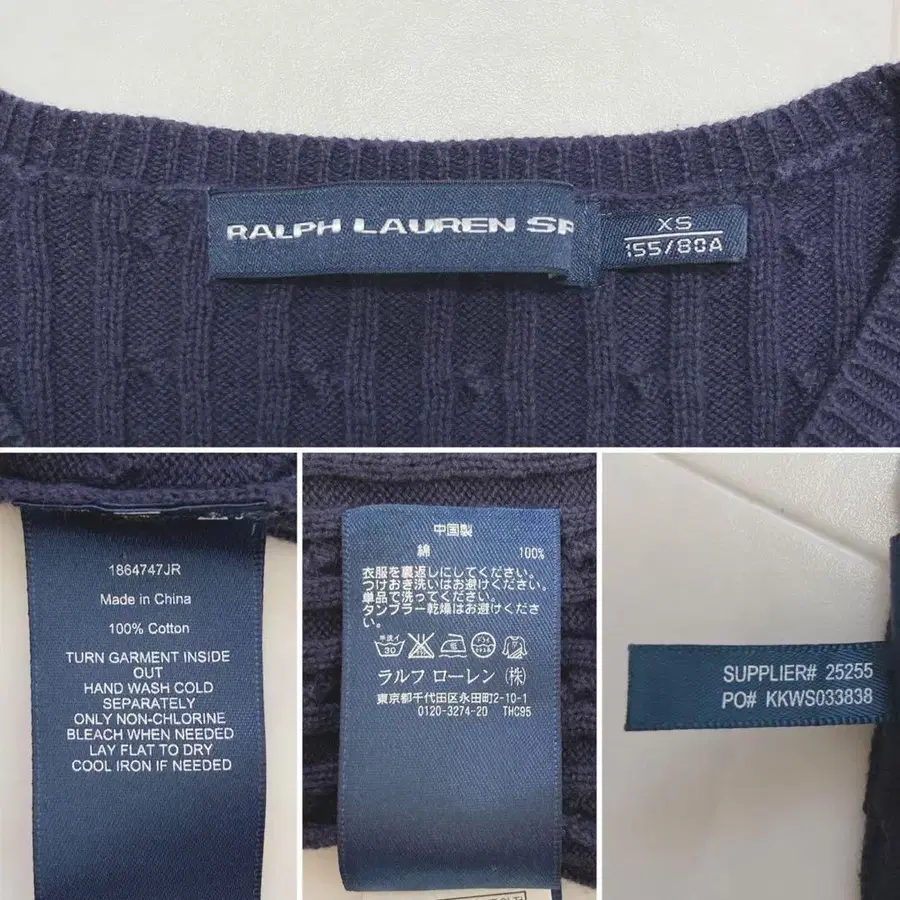 RALPH LAUREN SP
XS
155/80A
1864747JR
Made in China
100% Cotton
TURN GARMENT INSIDE
OUT
HAND WASH COLD
SEPARATELY
ONLY NON-CHLORINE
BLEACH WHEN NEEDED
LAY FLAT TO DRY
COOL IRON IF NEEDED
中国製
綿 100%
衣服を裏返しにしてください。
つけおき洗いはお避けください。
単品で洗ってください。
タンブラー乾燥はお避けくださ
い。
手洗イ
30
ラルフ ローレン (株)
東京都千代田区永田町2-10-1
0120-3274-20 THC95
SUPPLIER# 25255
PO# KKWS033838